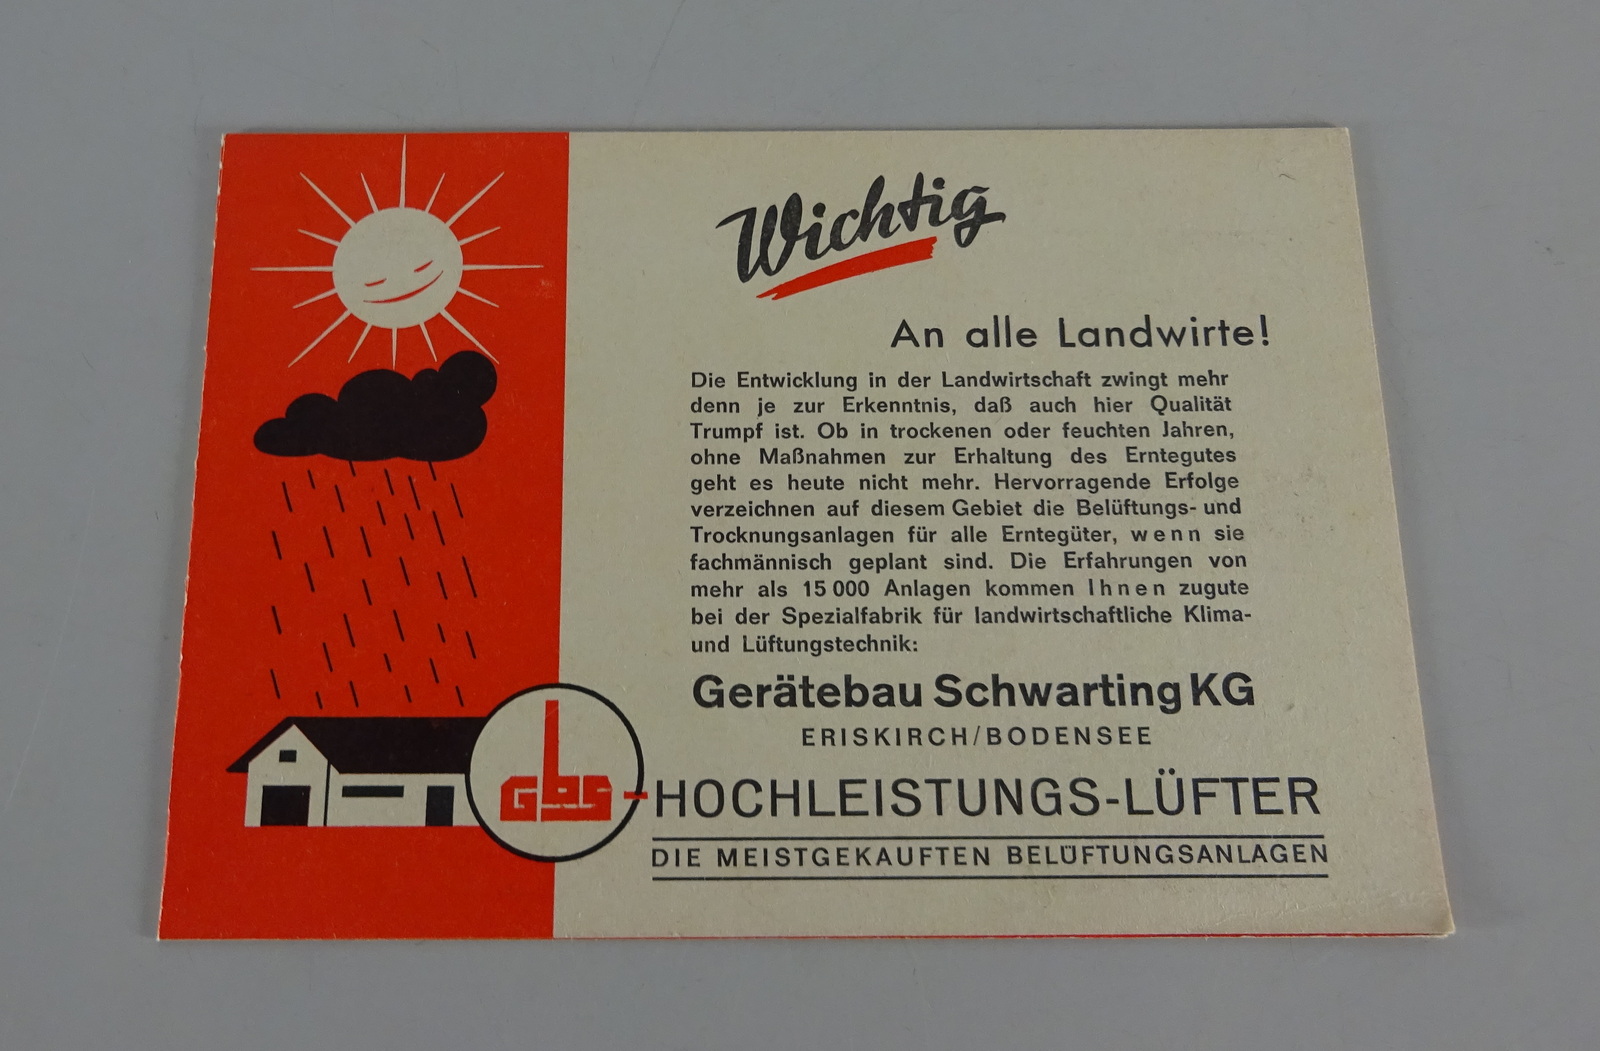 Wichtig
An alle Landwirte!
Die Entwicklung in der Landwirtschaft zwingt mehr
denn je zur Erkenntnis, daß auch hier Qualität
Trumpf ist. Ob in trockenen oder feuchten Jahren,
ohne Maßnahmen zur Erhaltung des Erntegutes
geht es heute nicht mehr. Hervorragende Erfolge
verzeichnen auf diesem Gebiet die Belüftungs- und
Trocknungsanlagen für alle Erntegüter, wenn sie
fachmännisch geplant sind. Die Erfahrungen von
mehr als 15 000 Anlagen kommen Ihnen zugute
bei der Spezialfabrik für landwirtschaftliche Klima-
und Lüftungstechnik:
Gerätebau Schwarting KG
ERISKIRCH/BODENSEE
Gbs-HOCHLEISTUNGS-LÜFTER
DIE MEISTGEKAUFTEN BELÜFTUNGSANLAGEN